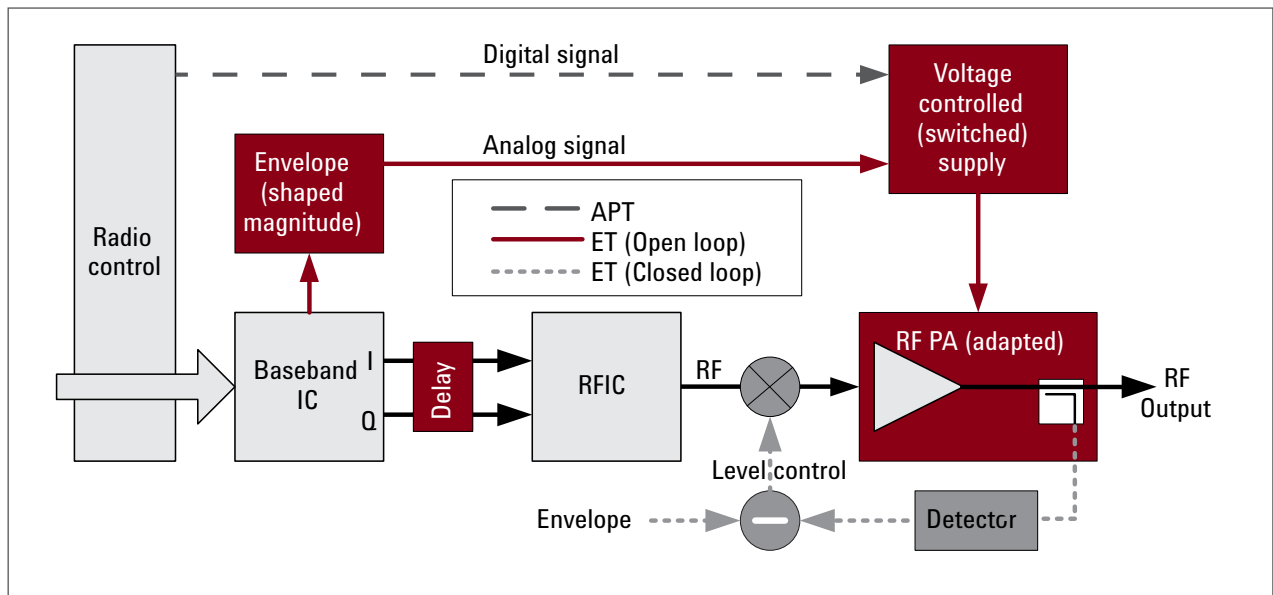 Digital signal
Voltage
controlled
(switched)
supply
Analog signal
Envelope
(shaped
magnitude)
APT
ET (Open loop)
ET (Closed loop)
Radio
control
Baseband
IC
I
Q
Delay
RFIC
RF
RF PA (adapted)
RF
Output
Level control
Envelope
Detector